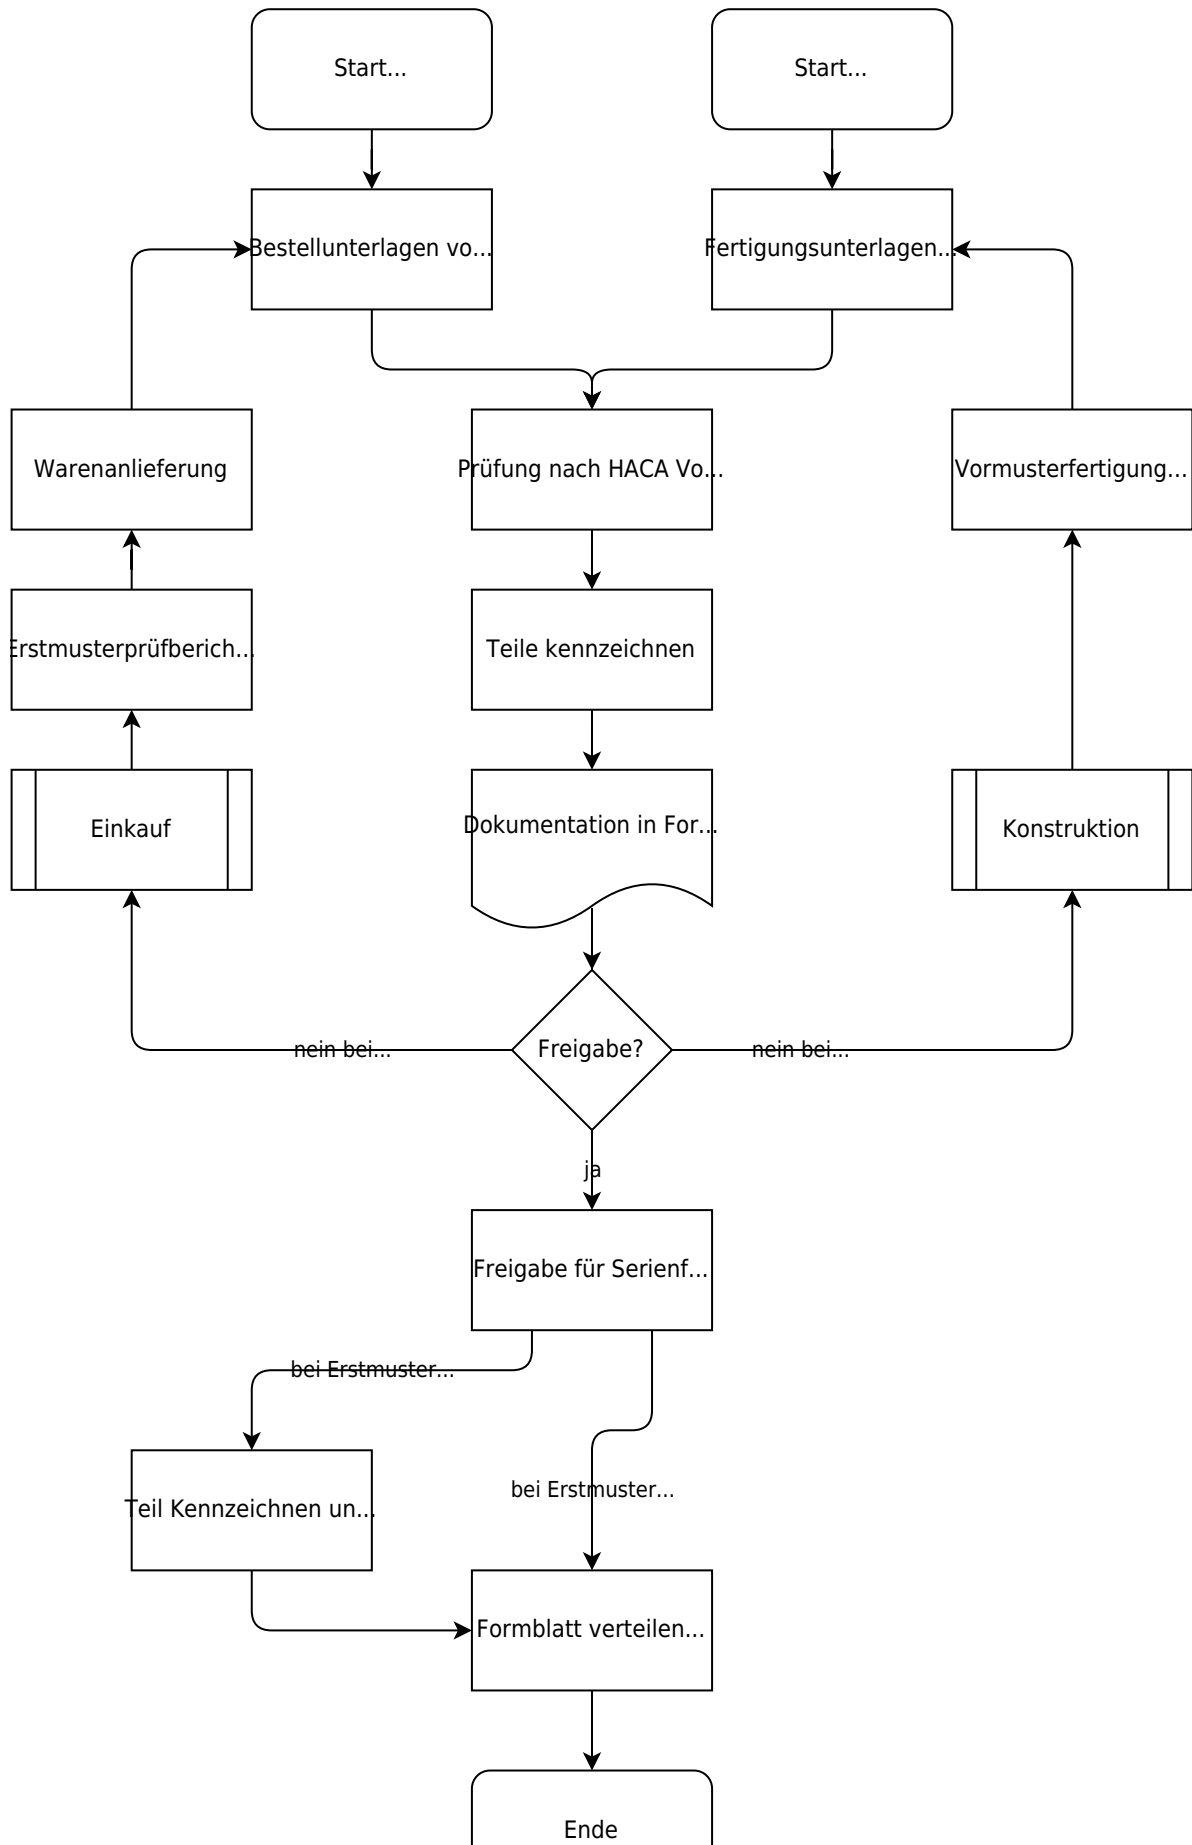 Start...
Start...
Bestellunterlagen vo...
Fertigungsunterlagen...
Warenanlieferung
Prüfung nach HACA Vo...
Vormusterfertigung...
Erstmusterprüfberich...
Teile kennzeichnen
Einkauf
Dokumentation in For...
Konstruktion
nein bei...
Freigabe?
nein bei...
ja
Freigabe für Serienf...
bei Erstmuster...
bei Erstmuster...
Teil Kennzeichnen un...
Formblatt verteilen...
Ende